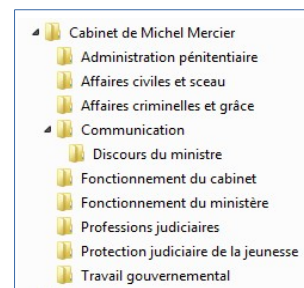 Cabinet de Michel Mercier
Administration pénitentiaire
Affaires civiles et sceau
Affaires criminelles et grâce
Communication
Discours du ministre
Fonctionnement du cabinet
Fonctionnement du ministère
Professions judiciaires
Protection judiciaire de la jeunesse
Travail gouvernemental